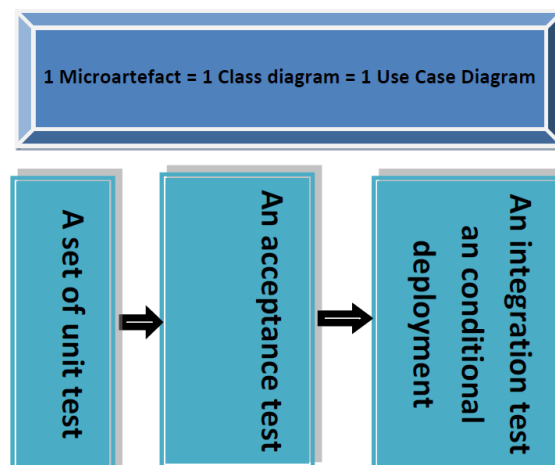 1 Microartefact = 1 Class diagram = 1 Use Case Diagram
A set of unit test
An acceptance test
An integration test
an conditional
deployment